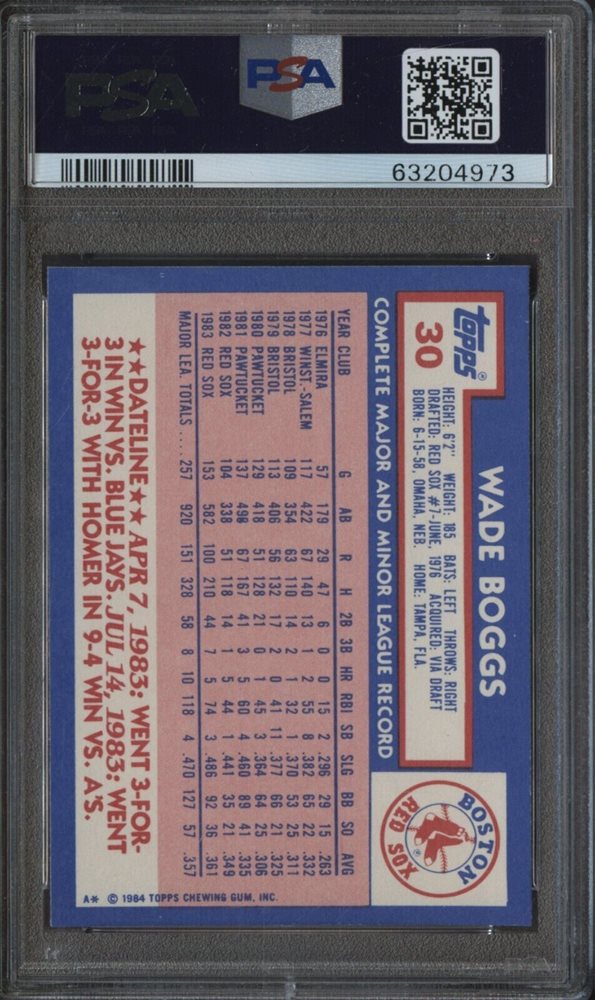 PSA
PSA
63204973
Topps®
30
WADE BOGGS
HEIGHT: 6'2" WEIGHT: 185 BATS: LEFT THROWS: RIGHT
DRAFTED: RED SOX #7-JUNE, 1976 ACQUIRED: VIA DRAFT
BORN: 6-15-58, OMAHA, NEB. HOME: TAMPA, FLA.
BOSTON
RED SOX
COMPLETE MAJOR AND MINOR LEAGUE RECORD
YEAR CLUB G AB R H 2B 3B HR RBI SB SLG BB SO AVG
1976 ELMIRA 57 179 29 47 6 0 0 15 2 .296 29 15 .263
1977 WINST.-SALEM 117 422 67 140 13 1 2 55 8 .382 65 22 .332
1978 BRISTOL 109 354 63 110 14 2 1 32 1 .370 53 25 .311
1979 BRISTOL 113 406 56 132 17 2 0 41 11 .377 66 21 .325
1980 PAWTUCKET 129 418 51 128 21 0 1 45 3 .364 64 25 .306
1981 PAWTUCKET 137 498 67 167 41 3 5 60 4 .460 89 41 .335
1982 RED SOX 104 338 51 118 14 1 5 44 1 .441 35 21 .349
1983 RED SOX 153 582 100 210 44 7 5 74 3 .486 92 36 .361
MAJOR LEA. TOTALS .... 257 920 151 328 58 8 10 118 4 .470 127 57 .357
★★DATELINE★★ APR 7, 1983: WENT 3-FOR-
3 IN WIN VS. BLUE JAYS. JUL 14, 1983: WENT
3-FOR-3 WITH HOMER IN 9-4 WIN VS. A'S.
A* © 1984 TOPPS CHEWING GUM, INC.